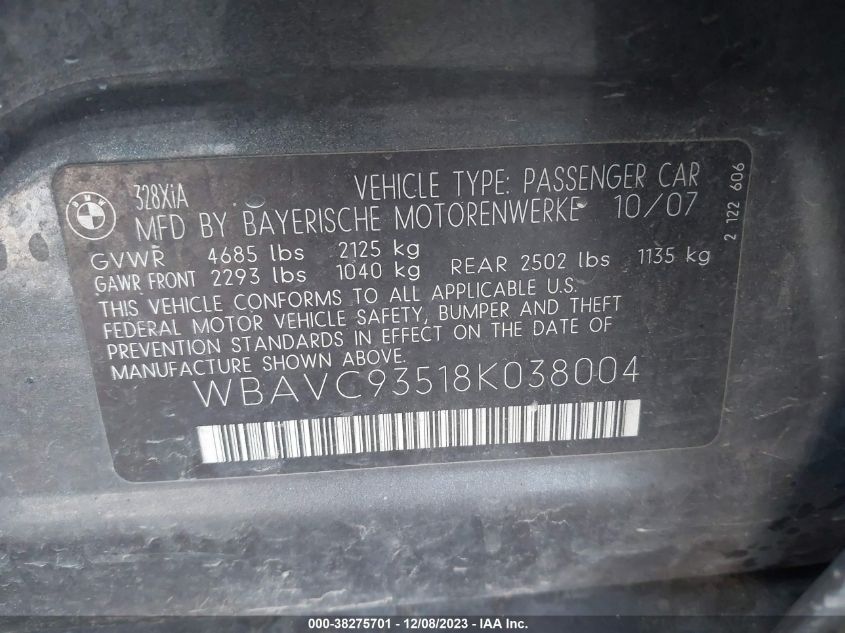 BMW
328XiA
VEHICLE TYPE: PASSENGER CAR
MFD BY BAYERISCHE MOTORENWERKE 10/07
GVWR 4685 lbs 2125 kg
GAWR FRONT 2293 lbs 1040 kg REAR 2502 lbs 1135 kg
THIS VEHICLE CONFORMS TO ALL APPLICABLE U.S.
FEDERAL MOTOR VEHICLE SAFETY, BUMPER AND THEFT
PREVENTION STANDARDS IN EFFECT ON THE DATE OF
MANUFACTURE SHOWN ABOVE.
WBAVC93518K038004
2 122 606
000-38275701 - 12/08/2023 - COPYRIGHT IAA, INC.